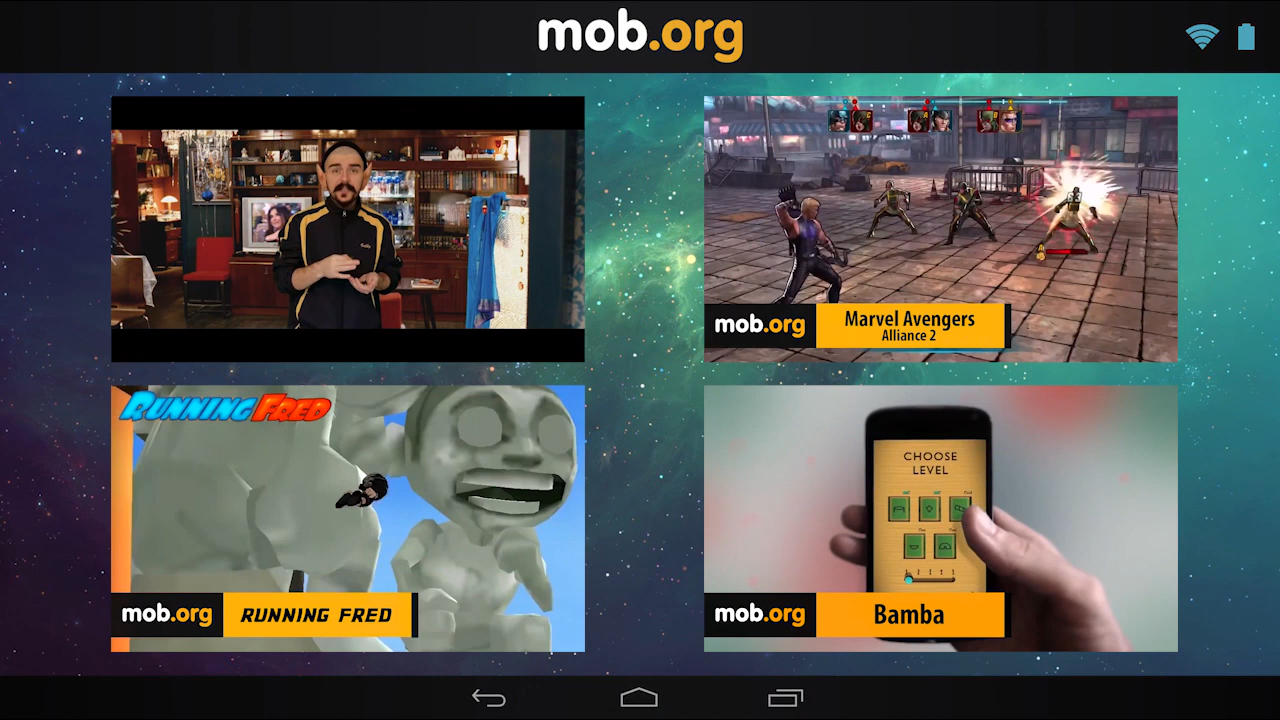 mob.org
mob.org
Marvel Avengers
Alliance 2
RUNNING FRED
mob.org
RUNNING FRED
CHOOSE
LEVEL
mob.org
Bamba